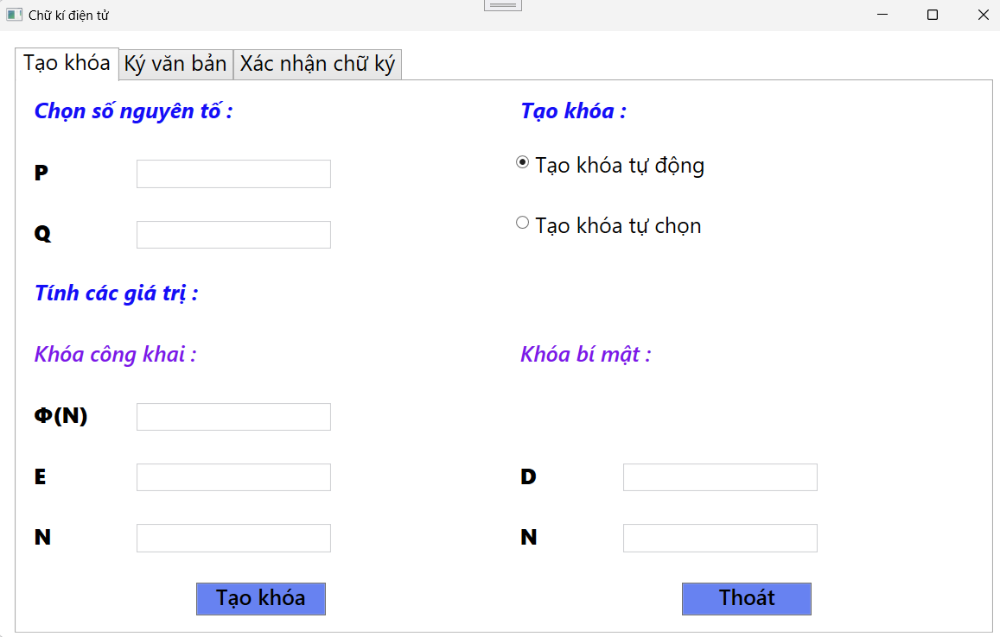 Chữ kí điện tử
Tạo khóa Ký văn bản Xác nhận chữ ký
Chọn số nguyên tố : Tạo khóa :
P Tạo khóa tự động
Q Tạo khóa tự chọn
Tính các giá trị :
Khóa công khai : Khóa bí mật :
Φ(N)
E D
N N
Tạo khóa Thoát